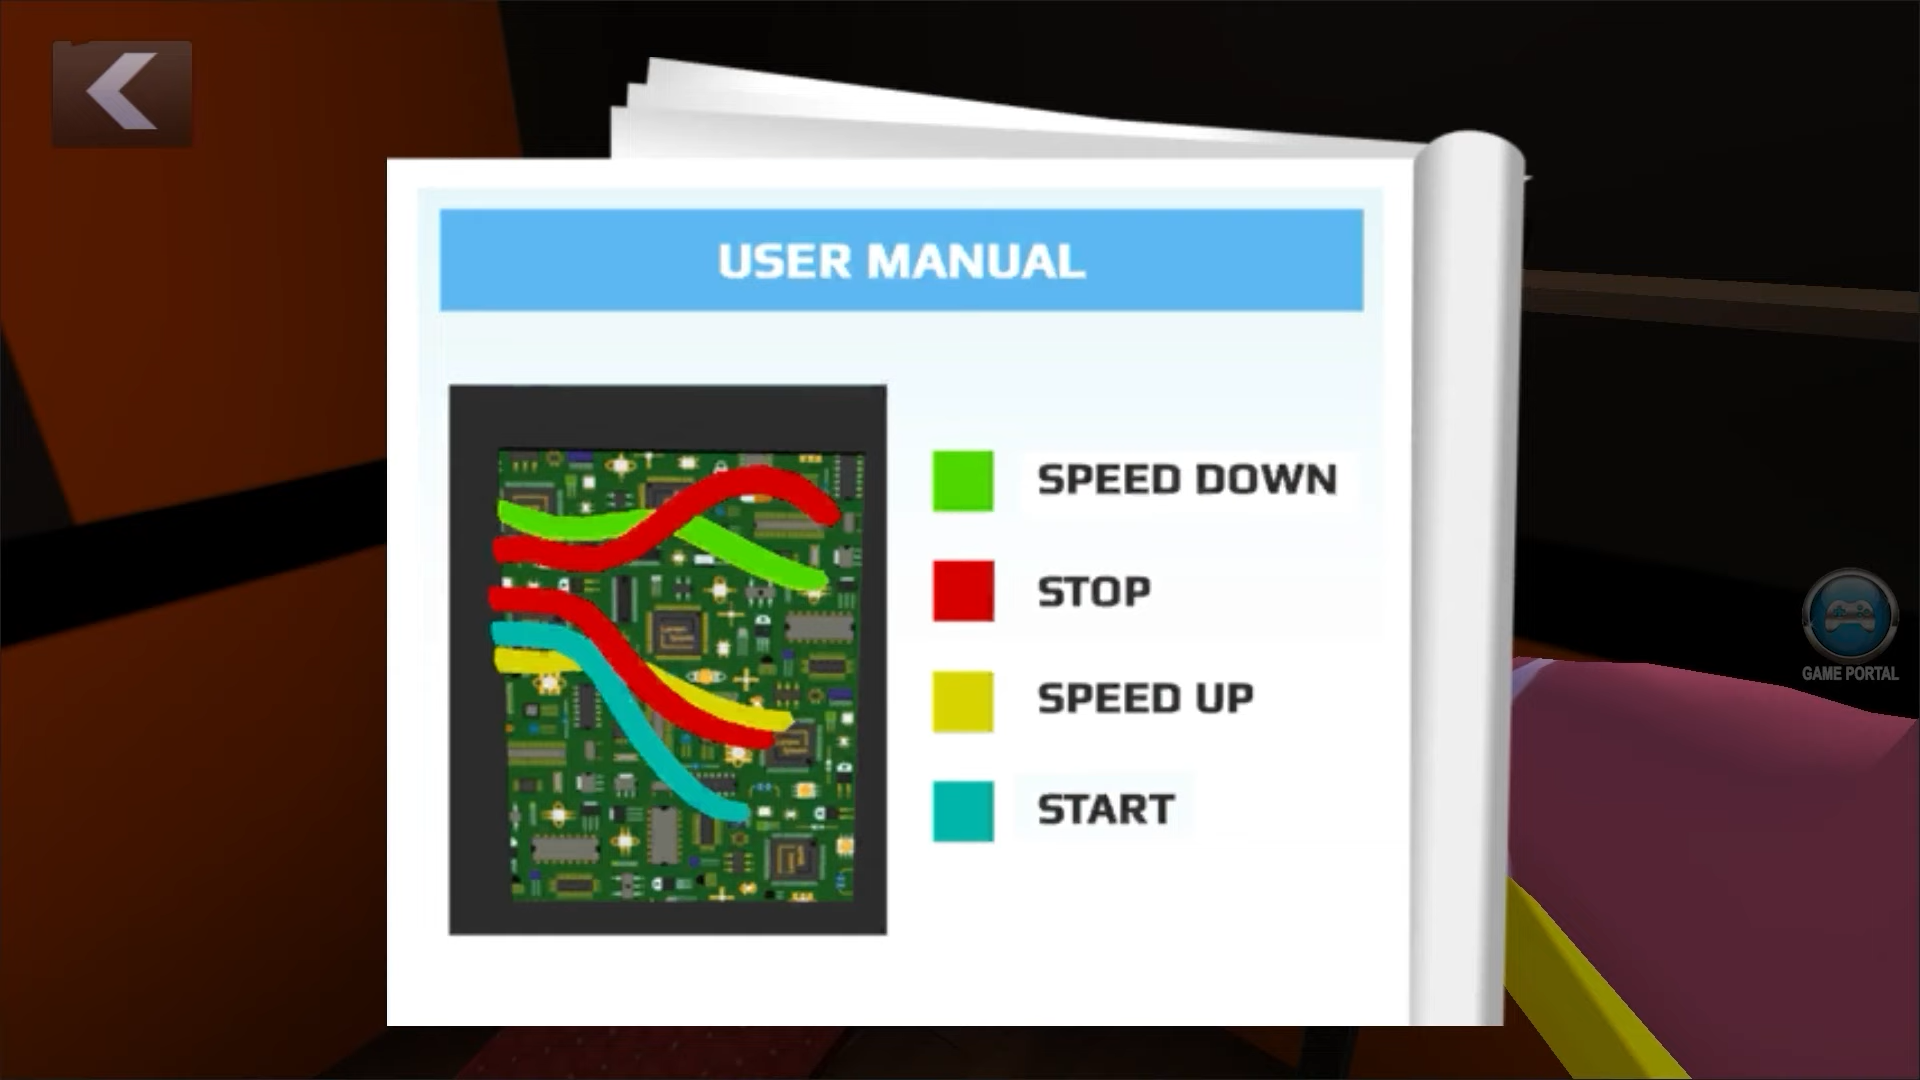 USER MANUAL
SPEED DOWN
STOP
SPEED UP
START
GAME PORTAL